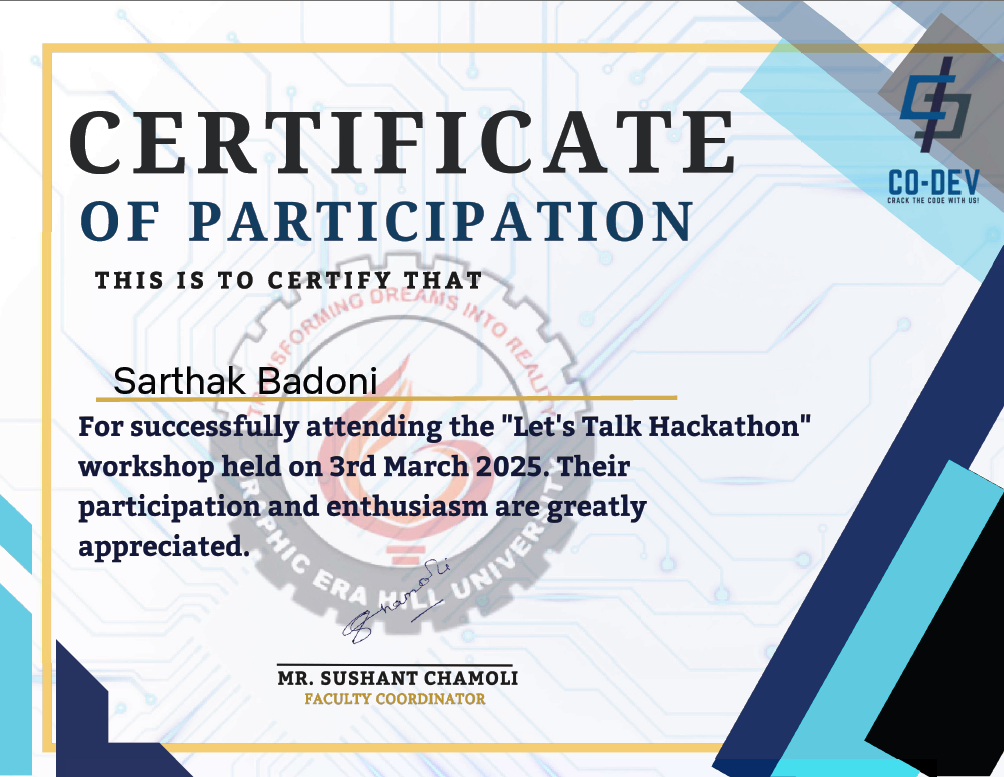 CERTIFICATE
OF PARTICIPATION
THIS IS TO CERTIFY THAT
Sarthak Badoni
For successfully attending the "Let's Talk Hackathon"
workshop held on 3rd March 2025. Their
participation and enthusiasm are greatly
appreciated.
Chamoli
MR. SUSHANT CHAMOLI
FACULTY COORDINATOR
CO-DEV
CRACK THE CODE WITH US!
TRANSFORMING DREAMS INTO REALITY
GRAPHIC ERA HILL UNIVERSITY